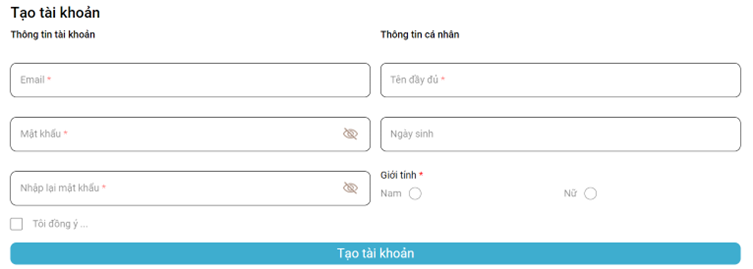 Tạo tài khoản
Thông tin tài khoản
Thông tin cá nhân
Email *
Tên đầy đủ *
Mật khẩu *
Ngày sinh
Nhập lại mật khẩu *
Giới tính *
Nam
Nữ
Tôi đồng ý ...
Tạo tài khoản